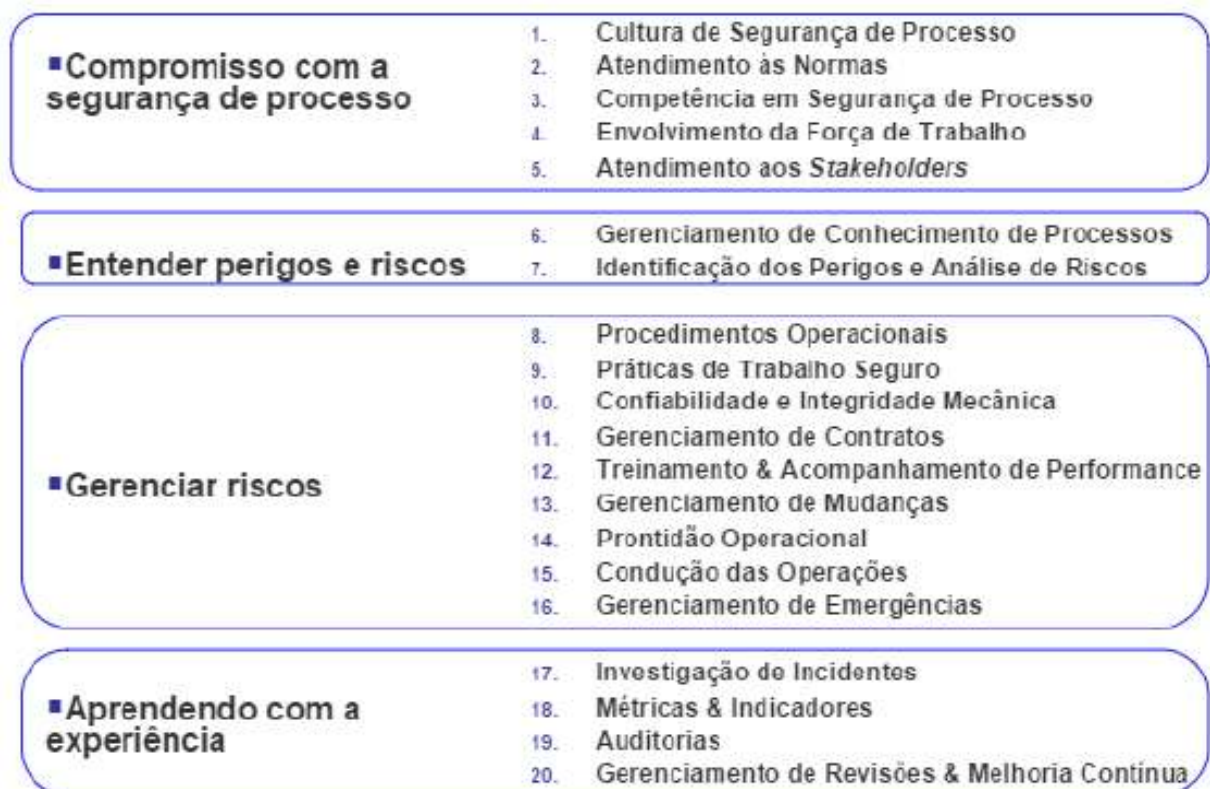 ▪Compromisso com a
segurança de processo
1. Cultura de Segurança de Processo
2. Atendimento às Normas
3. Competência em Segurança de Processo
4. Envolvimento da Força de Trabalho
5. Atendimento aos Stakeholders
▪Entender perigos e riscos
6. Gerenciamento de Conhecimento de Processos
7. Identificação dos Perigos e Análise de Riscos
▪Gerenciar riscos
8. Procedimentos Operacionais
9. Práticas de Trabalho Seguro
10. Confiabilidade e Integridade Mecânica
11. Gerenciamento de Contratos
12. Treinamento & Acompanhamento de Performance
13. Gerenciamento de Mudanças
14. Prontidão Operacional
15. Condução das Operações
16. Gerenciamento de Emergências
▪Aprendendo com a
experiência
17. Investigação de Incidentes
18. Métricas & Indicadores
19. Auditorias
20. Gerenciamento de Revisões & Melhoria Contínua